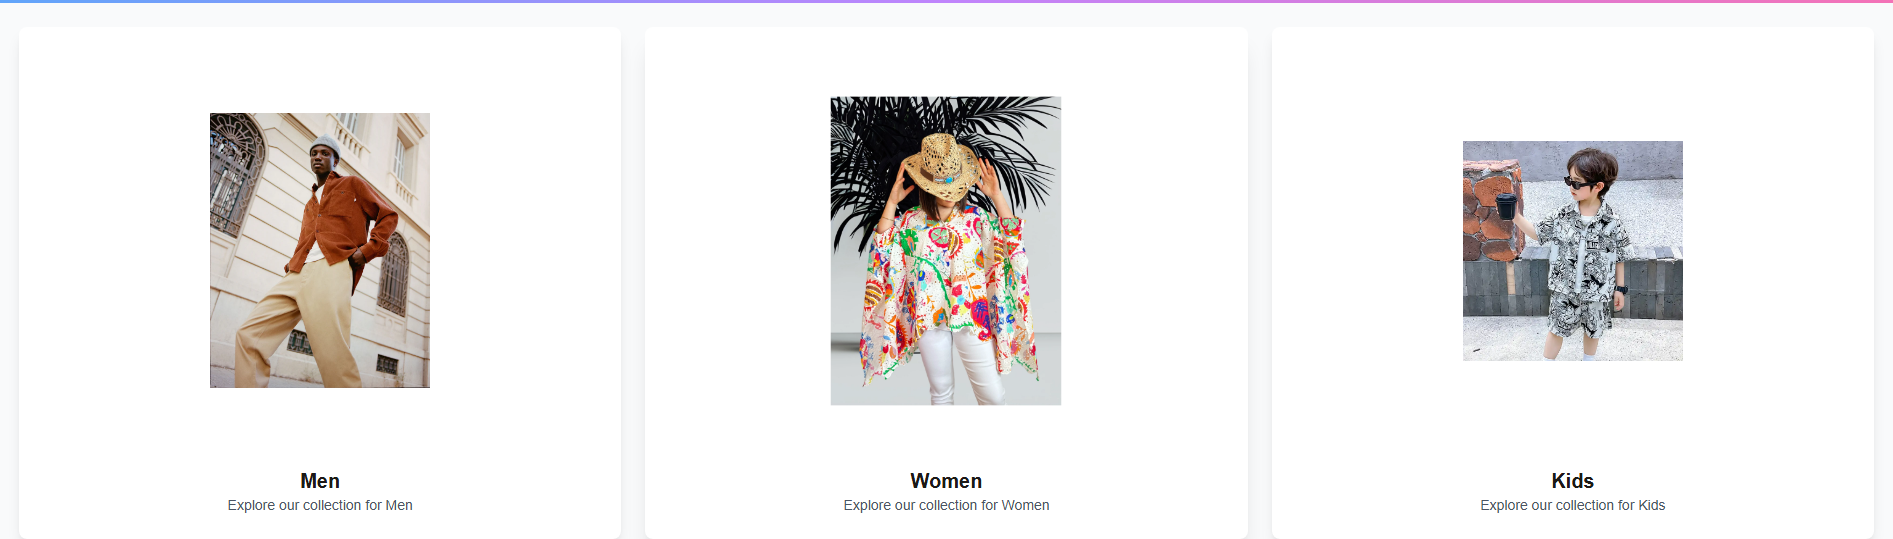 Men
Explore our collection for Men
Women
Explore our collection for Women
Kids
Explore our collection for Kids